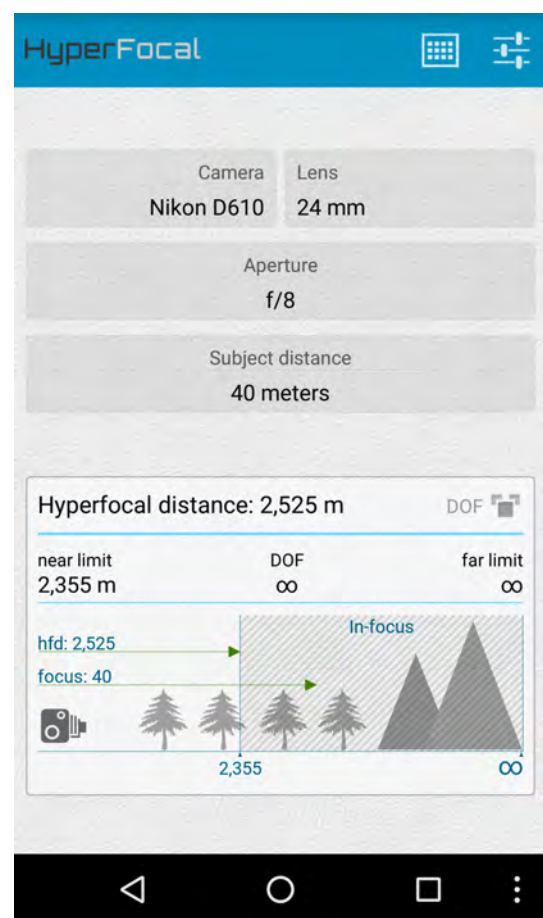 HyperFocal
Camera Lens
Nikon D610 24 mm
Aperture
f/8
Subject distance
40 meters
Hyperfocal distance: 2,525 m DOF
near limit DOF far limit
2,355 m ∞ ∞
In-focus
hfd: 2,525
focus: 40
2,355 ∞